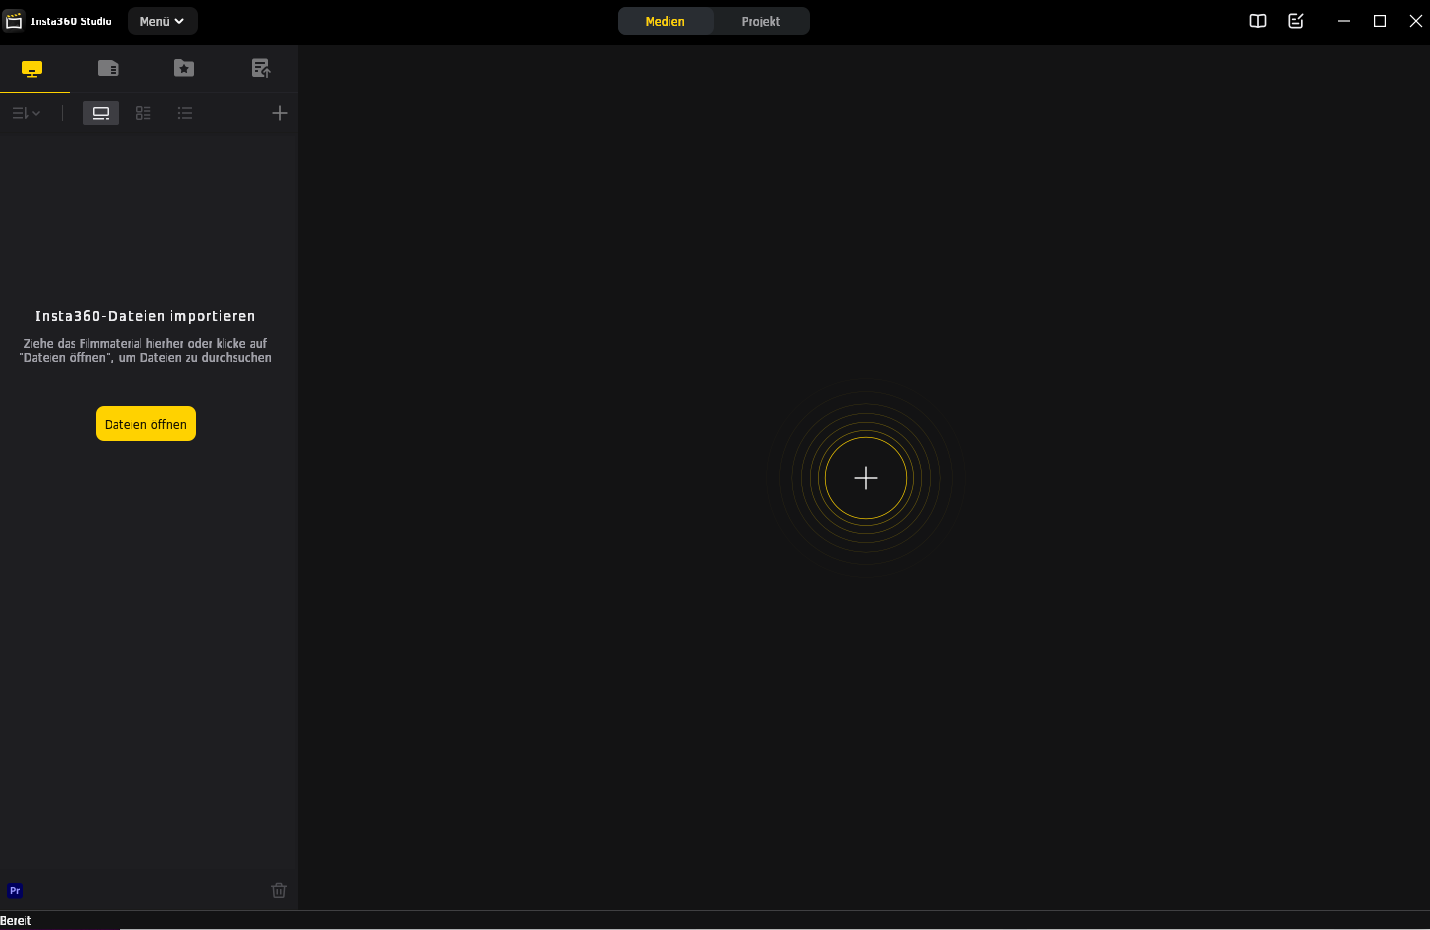 Insta360 Studio
Menü
Medien
Projekt
Insta360-Dateien importieren
Ziehe das Filmmaterial hierher oder klicke auf
"Dateien öffnen", um Dateien zu durchsuchen
Dateien öffnen
Pr
Bereit